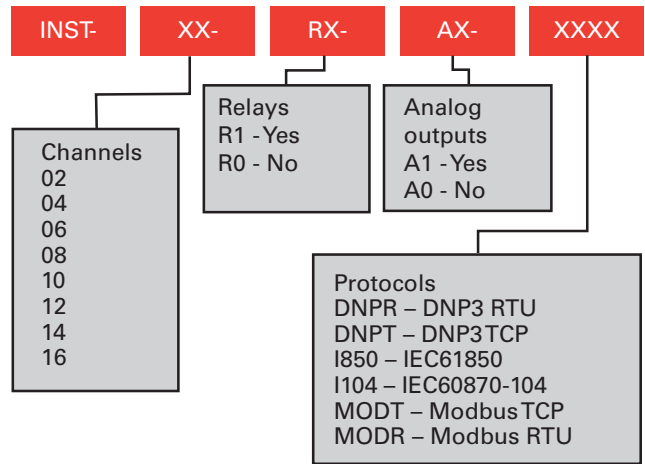 INST- XX- RX- AX- XXXX
Channels
02
04
06
08
10
12
14
16
Relays
R1 - Yes
R0 - No
Analog
outputs
A1 - Yes
A0 - No
Protocols
DNPR – DNP3 RTU
DNPT – DNP3 TCP
I850 – IEC61850
I104 – IEC60870-104
MODT – Modbus TCP
MODR – Modbus RTU